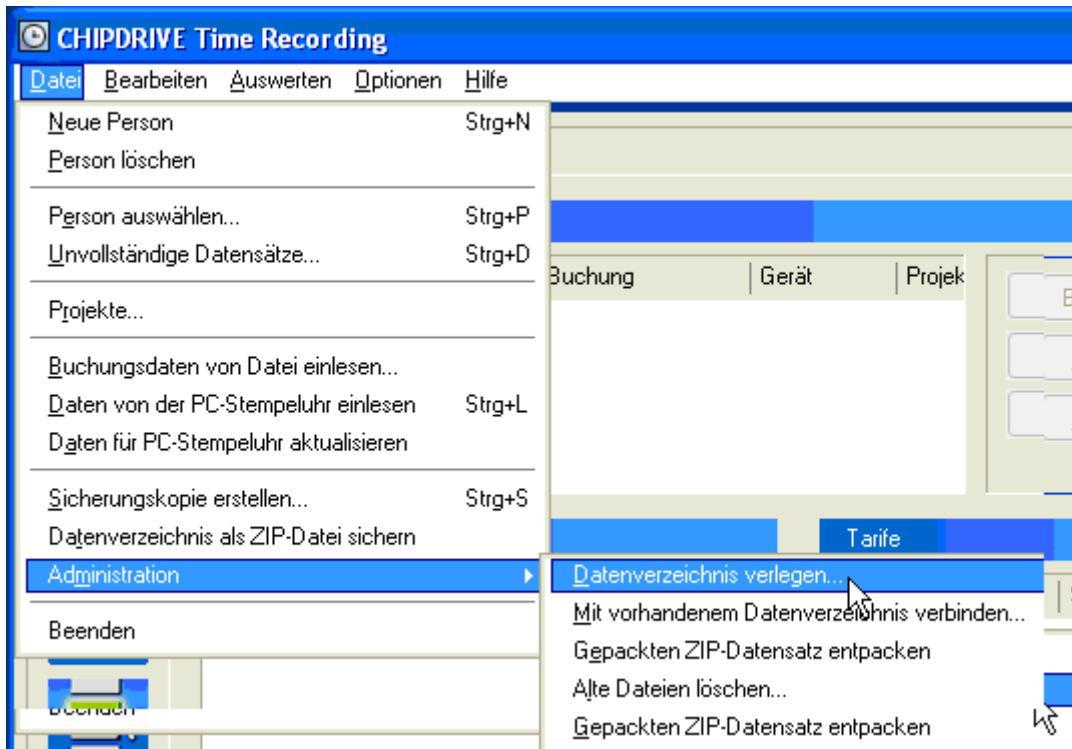 CHIPDRIVE Time Recording
Datei Bearbeiten Auswerten Optionen Hilfe
Neue Person Strg+N
Person löschen
Person auswählen... Strg+P
Unvollständige Datensätze... Strg+D
Buchung Gerät Projek
Projekte...
Buchungsdaten von Datei einlesen...
Daten von der PC-Stempeluhr einlesen Strg+L
Daten für PC-Stempeluhr aktualisieren
Sicherungskopie erstellen... Strg+S
Datenverzeichnis als ZIP-Datei sichern
Tarife
Administration
Datenverzeichnis verlegen...
Mit vorhandenem Datenverzeichnis verbinden...
Beenden
Gepackten ZIP-Datensatz entpacken
Alte Dateien löschen...
Beenden
Gepackten ZIP-Datensatz entpacken